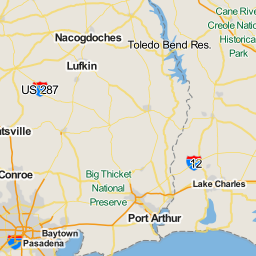 Cane River
Creole National
Historical
Park
Nacogdoches
Toledo Bend Res.
Lufkin
US 287
ntsville
12
Big Thicket
National
Preserve
Conroe
Lake Charles
Port Arthur
Baytown
Pasadena